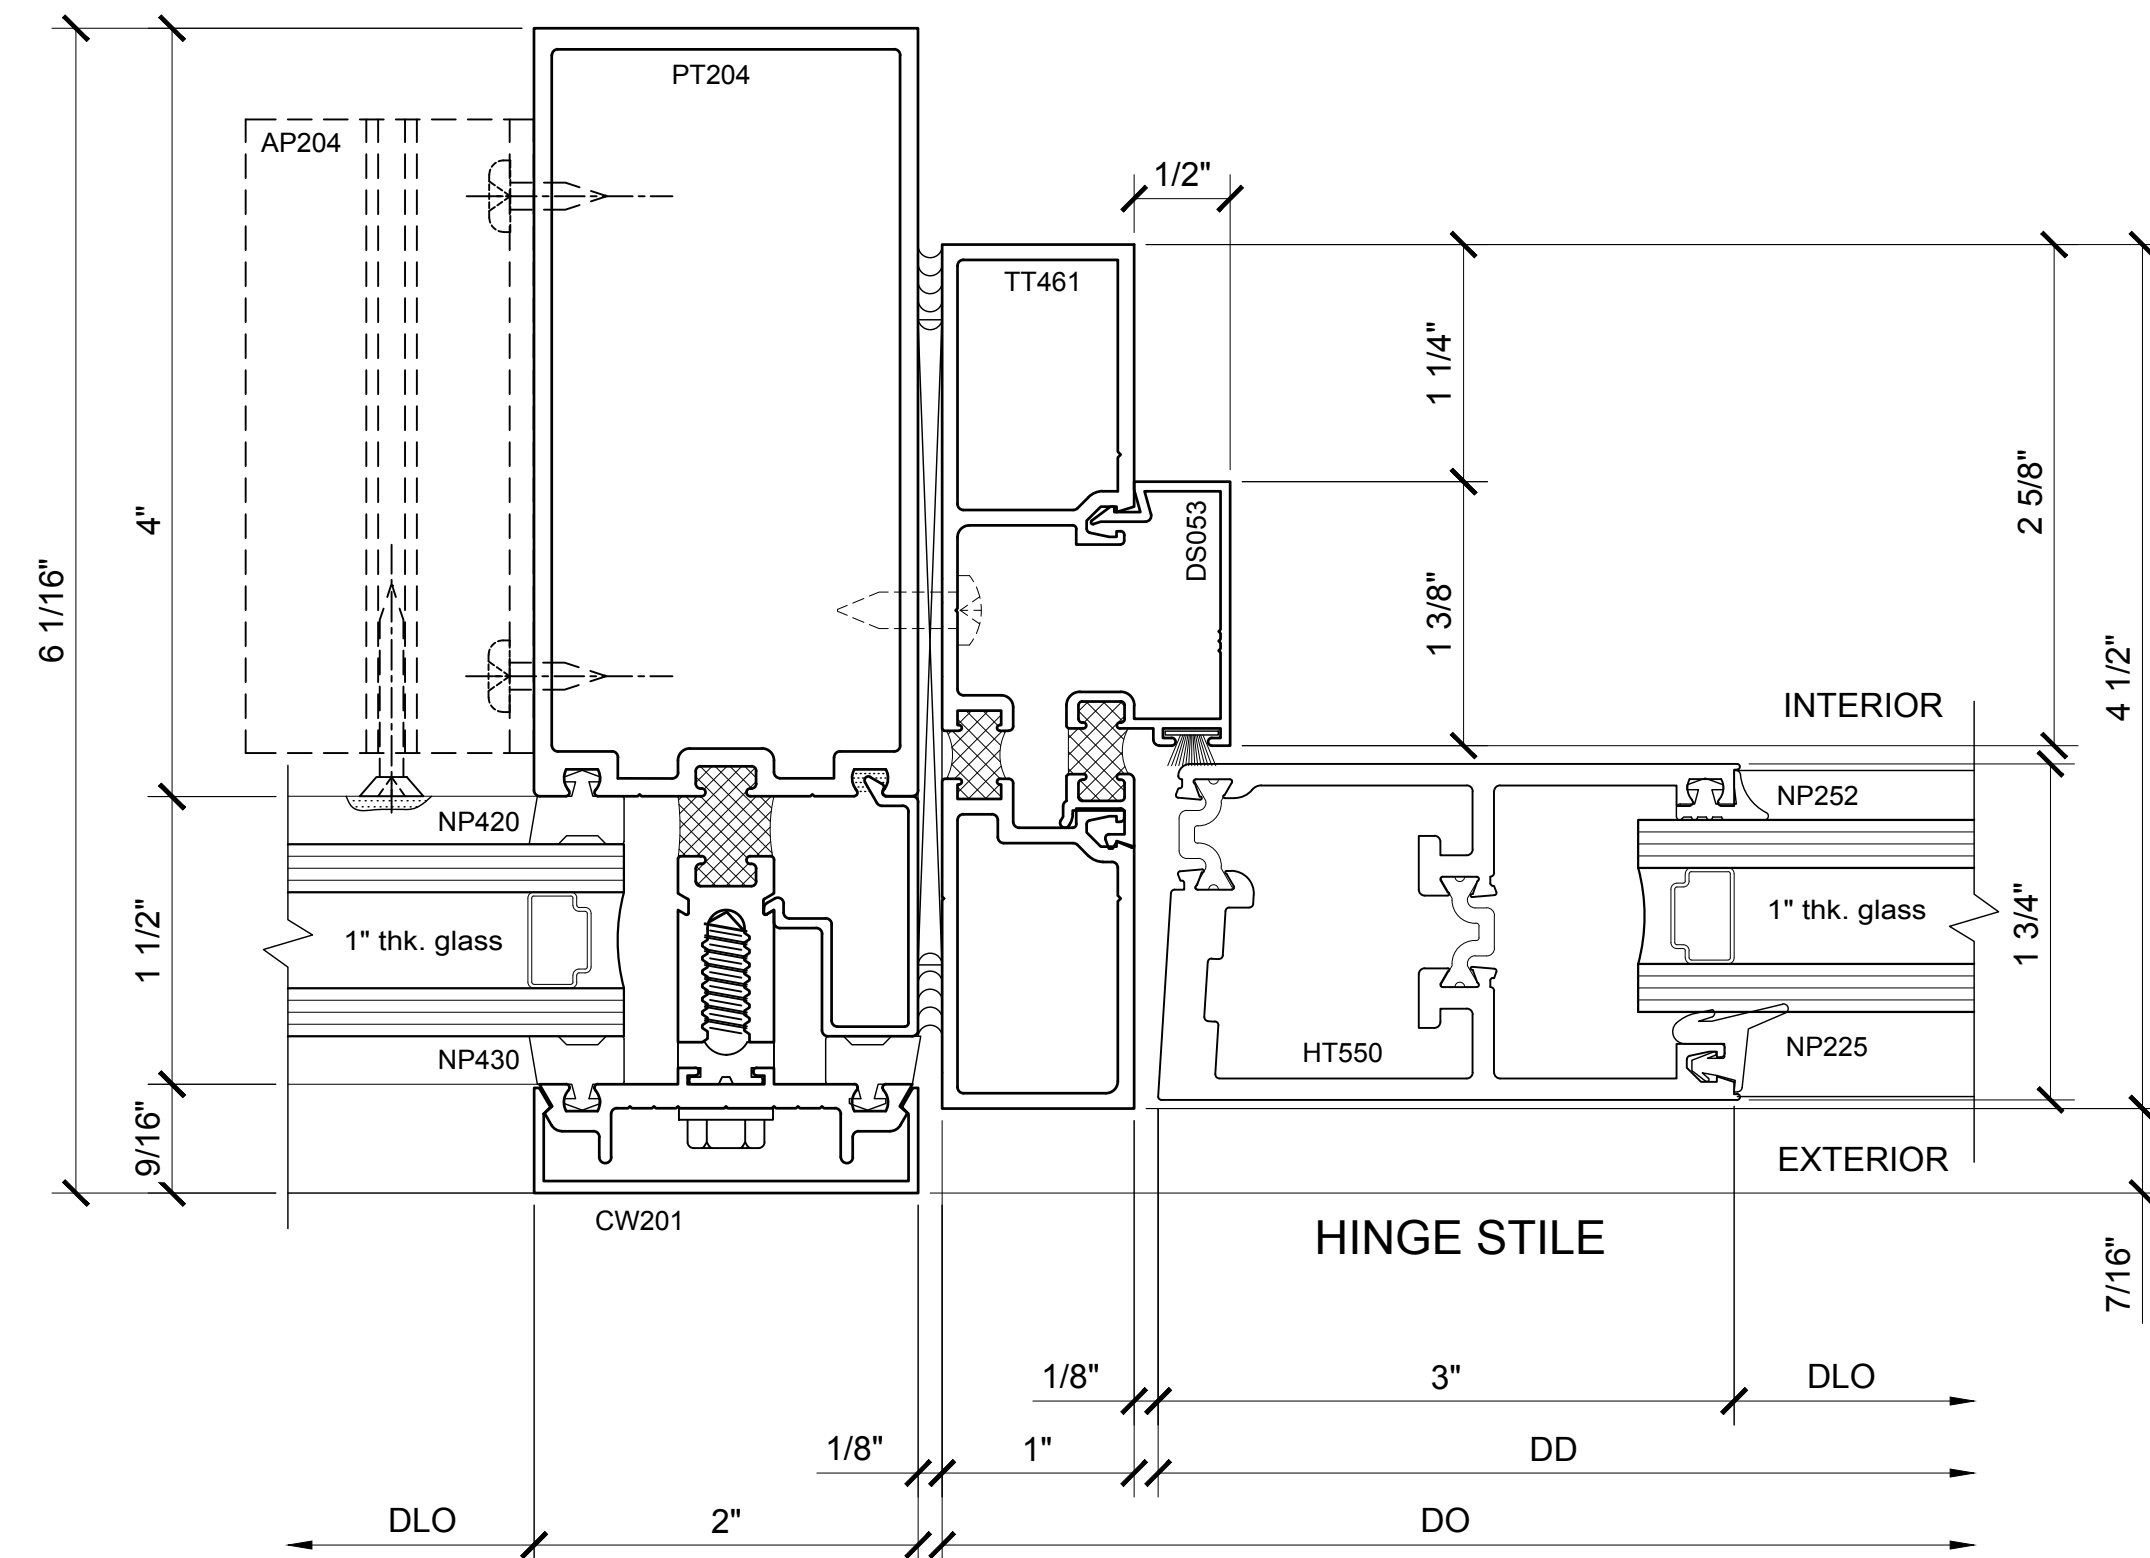 PT204
AP204
1/2"
TT461
1 1/4"
2 5/8"
4"
DS053
6 1/16"
1 3/8"
4 1/2"
INTERIOR
NP420
NP252
1" thk. glass
1" thk. glass
1 1/2"
1 3/4"
NP430
HT550
NP225
9/16"
EXTERIOR
CW201
HINGE STILE
7/16"
1/8"
3"
DLO
1/8"
1"
DD
DLO
2"
DO